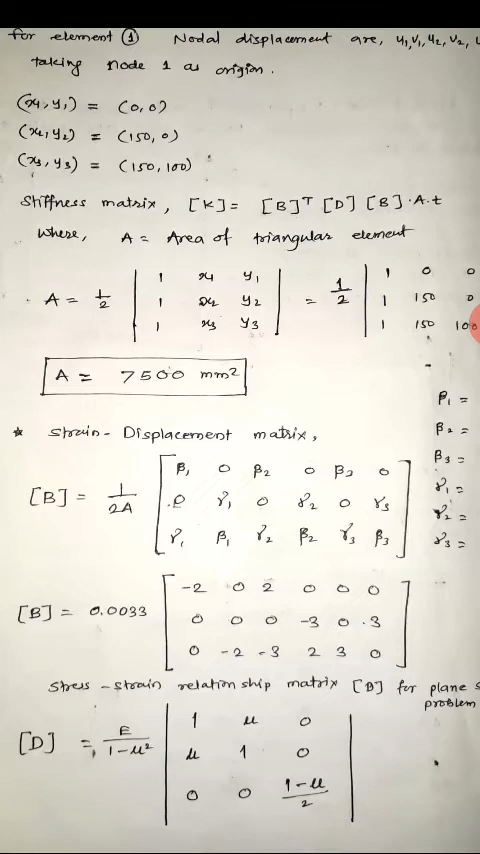 for element ① Nodal displacement are, u1,v1,u2,v2,
taking node 1 as origion.
(x1,y1) = (0,0)
(x2,y2) = (150,0)
(x3,y3) = (150,100)
Stiffness matrix, [K] = [B]ᵀ [D] [B]·A.t
Where, A = Area of triangular element
A = 1/2 | 1 x1 y1 | = 1/2 | 1 0 0
| 1 x2 y2 | | 1 150 0
| 1 x3 y3 | | 1 150 100
A = 7500 mm²
* Strain-Displacement matrix,
β1 =
β2 =
β3 =
γ1 =
γ2 =
γ3 =
[B] = 1/2A [ β1 0 β2 0 β3 0 ]
[ 0 γ1 0 γ2 0 γ3 ]
[ γ1 β1 γ2 β2 γ3 β3 ]
[B] = 0.0033 [ -2 0 2 0 0 0 ]
[ 0 0 0 -3 0 3 ]
[ 0 -2 -3 2 3 0 ]
Stress-strain relationship matrix [D] for plane s
problem
[D] = E/1-μ² | 1 μ 0 |
| μ 1 0 |
| 0 0 1-μ/2 |